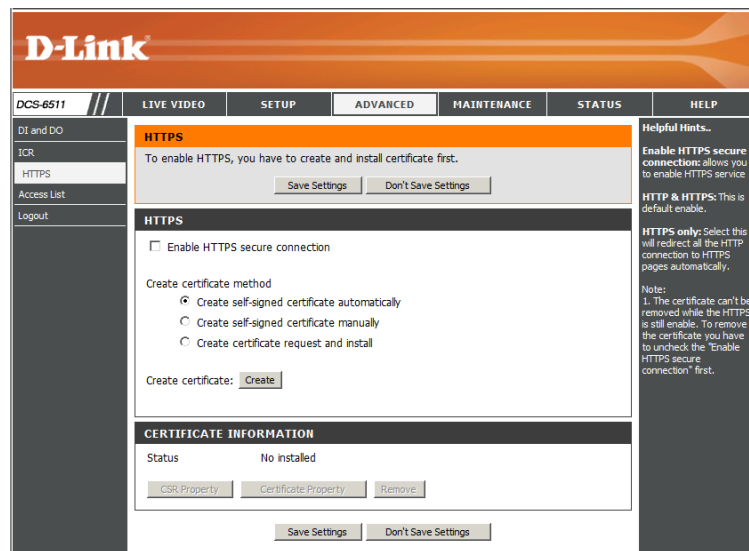 D-Link
DCS-6511
LIVE VIDEO
SETUP
ADVANCED
MAINTENANCE
STATUS
HELP
DI and DO
ICR
HTTPS
Access List
Logout
HTTPS
To enable HTTPS, you have to create and install certificate first.
Save Settings
Don't Save Settings
HTTPS
Enable HTTPS secure connection
Create certificate method
Create self-signed certificate automatically
Create self-signed certificate manually
Create certificate request and install
Create certificate:
Create
CERTIFICATE INFORMATION
Status
No installed
CSR Property
Certificate Property
Remove
Save Settings
Don't Save Settings
Helpful Hints..
Enable HTTPS secure
connection: allows you
to enable HTTPS service
HTTP & HTTPS: This is
default enable.
HTTPS only: Select this
will redirect all the HTTP
connection to HTTPS
pages automatically.
Note:
1. The certificate can't be
removed while the HTTPS
is still enable. To remove
the certificate you have
to uncheck the "Enable
HTTPS secure
connection" first.